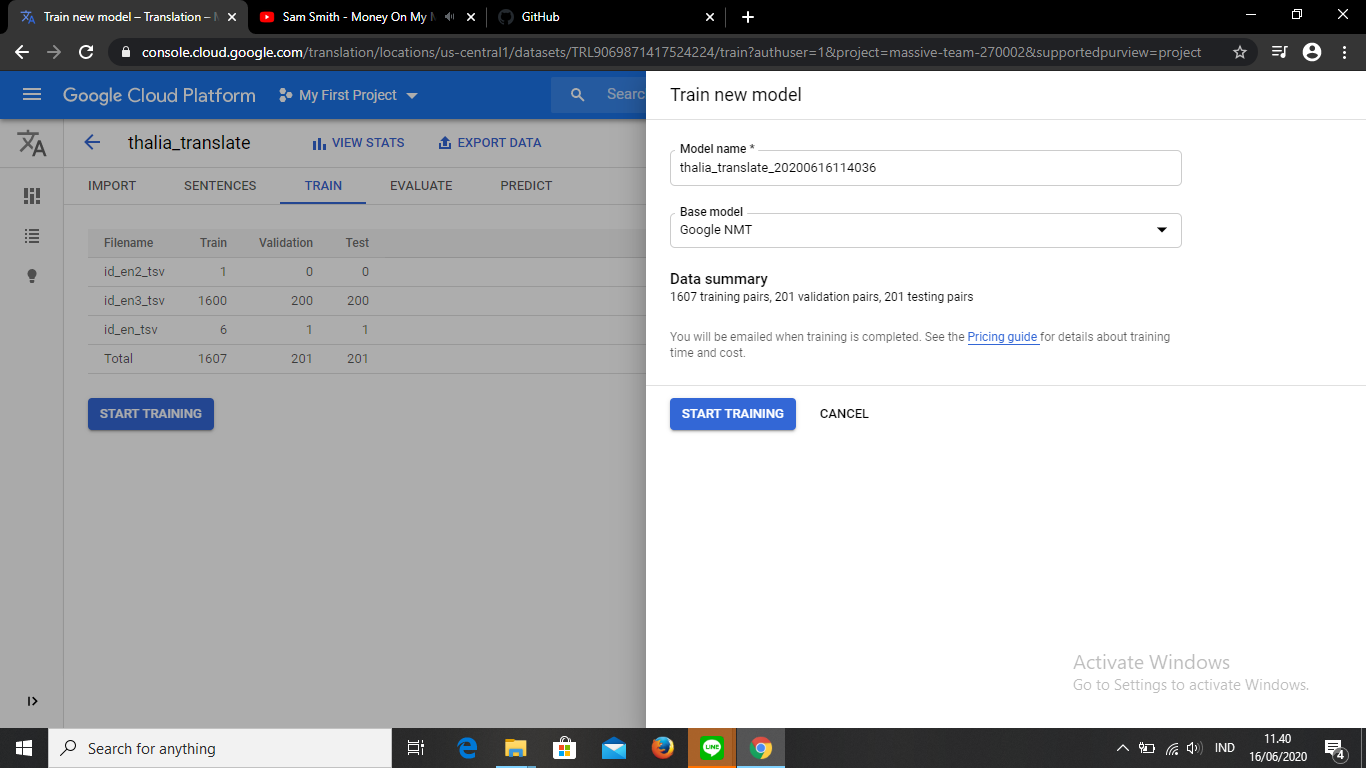 Train new model – Translation – M
Sam Smith - Money On My M
GitHub
console.cloud.google.com/translation/locations/us-central1/datasets/TRL9069871417524224/train?authuser=1&project=massive-team-270002&supportedpurview=project
Google Cloud Platform
My First Project
Searc
thalia_translate
VIEW STATS
EXPORT DATA
IMPORT
SENTENCES
TRAIN
EVALUATE
PREDICT
Filename Train Validation Test
id_en2_tsv 1 0 0
id_en3_tsv 1600 200 200
id_en_tsv 6 1 1
Total 1607 201 201
START TRAINING
Train new model
Model name *
thalia_translate_20200616114036
Base model
Google NMT
Data summary
1607 training pairs, 201 validation pairs, 201 testing pairs
You will be emailed when training is completed. See the Pricing guide for details about training
time and cost.
START TRAINING
CANCEL
Activate Windows
Go to Settings to activate Windows.
Search for anything
LINE
IND
11.40
16/06/2020
4